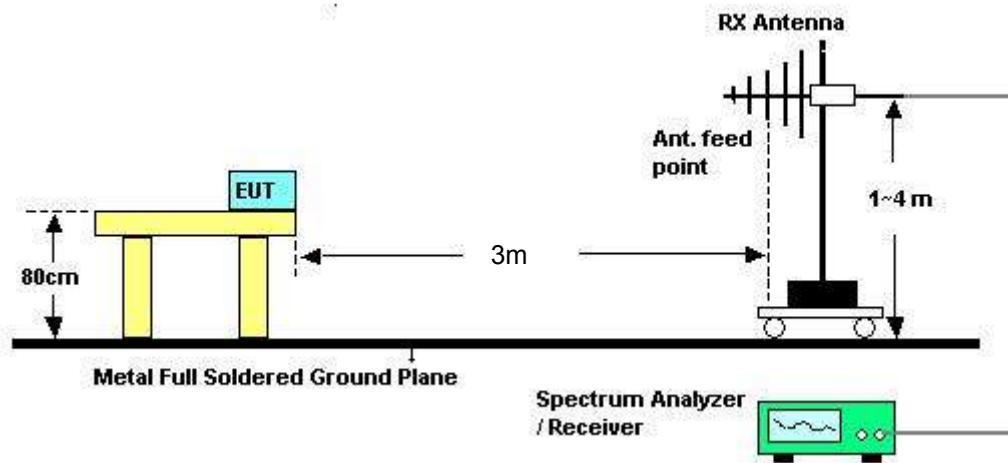 RX Antenna
Ant. feed
point
EUT
1~4 m
3m
80cm
Metal Full Soldered Ground Plane
Spectrum Analyzer
/ Receiver